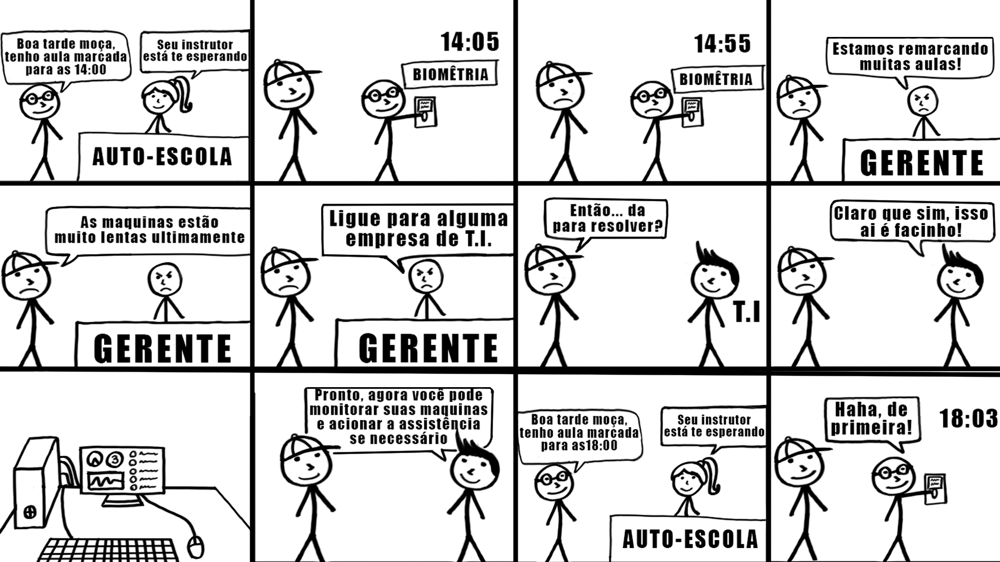 Boa tarde moça,
tenho aula marcada
para as 14:00
Seu instrutor
está te esperando
AUTO-ESCOLA
14:05
BIOMÊTRIA
14:55
BIOMÊTRIA
Estamos remarcando
muitas aulas!
GERENTE
As maquinas estão
muito lentas ultimamente
GERENTE
Ligue para alguma
empresa de T.I.
GERENTE
Então... da
para resolver?
T.I
Claro que sim, isso
ai é facinho!
3
Pronto, agora você pode
monitorar suas maquinas
e acionar a assistência
se necessário
Boa tarde moça,
tenho aula marcada
para as18:00
Seu instrutor
está te esperando
AUTO-ESCOLA
Haha, de
primeira!
18:03